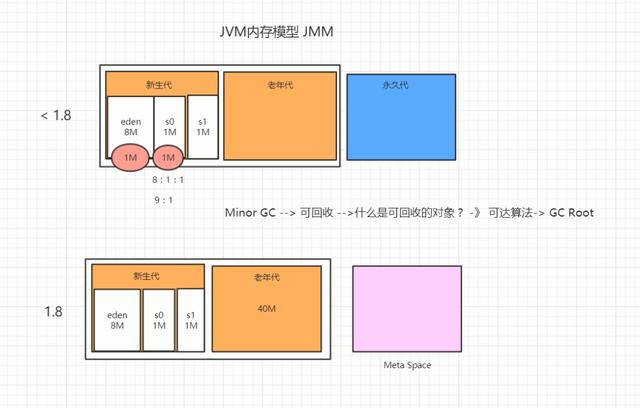 JVM内存模型 JMM
< 1.8
新生代
老年代
永久代
eden
8M
s0
1M
s1
1M
1M
1M
8 : 1 : 1
9 : 1
Minor GC --> 可回收 -->什么是可回收的对象？ -》 可达算法-> GC Root
1.8
新生代
老年代
40M
eden
8M
s0
1M
s1
1M
Meta Space